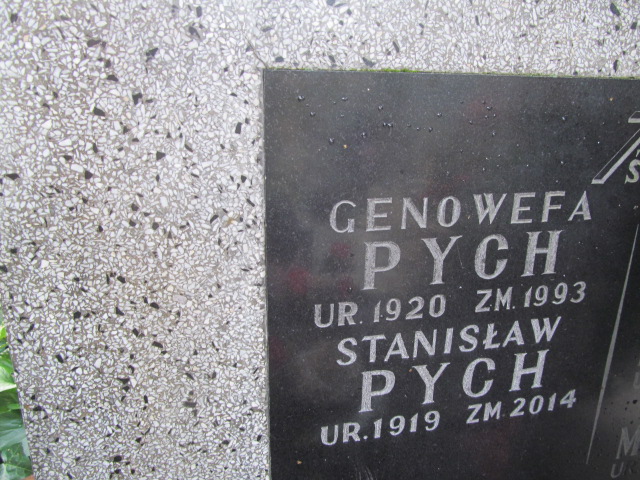 GENOWEFA
PYCH
UR. 1920 ZM. 1993
STANISŁAW
PYCH
UR. 1919 ZM. 2014